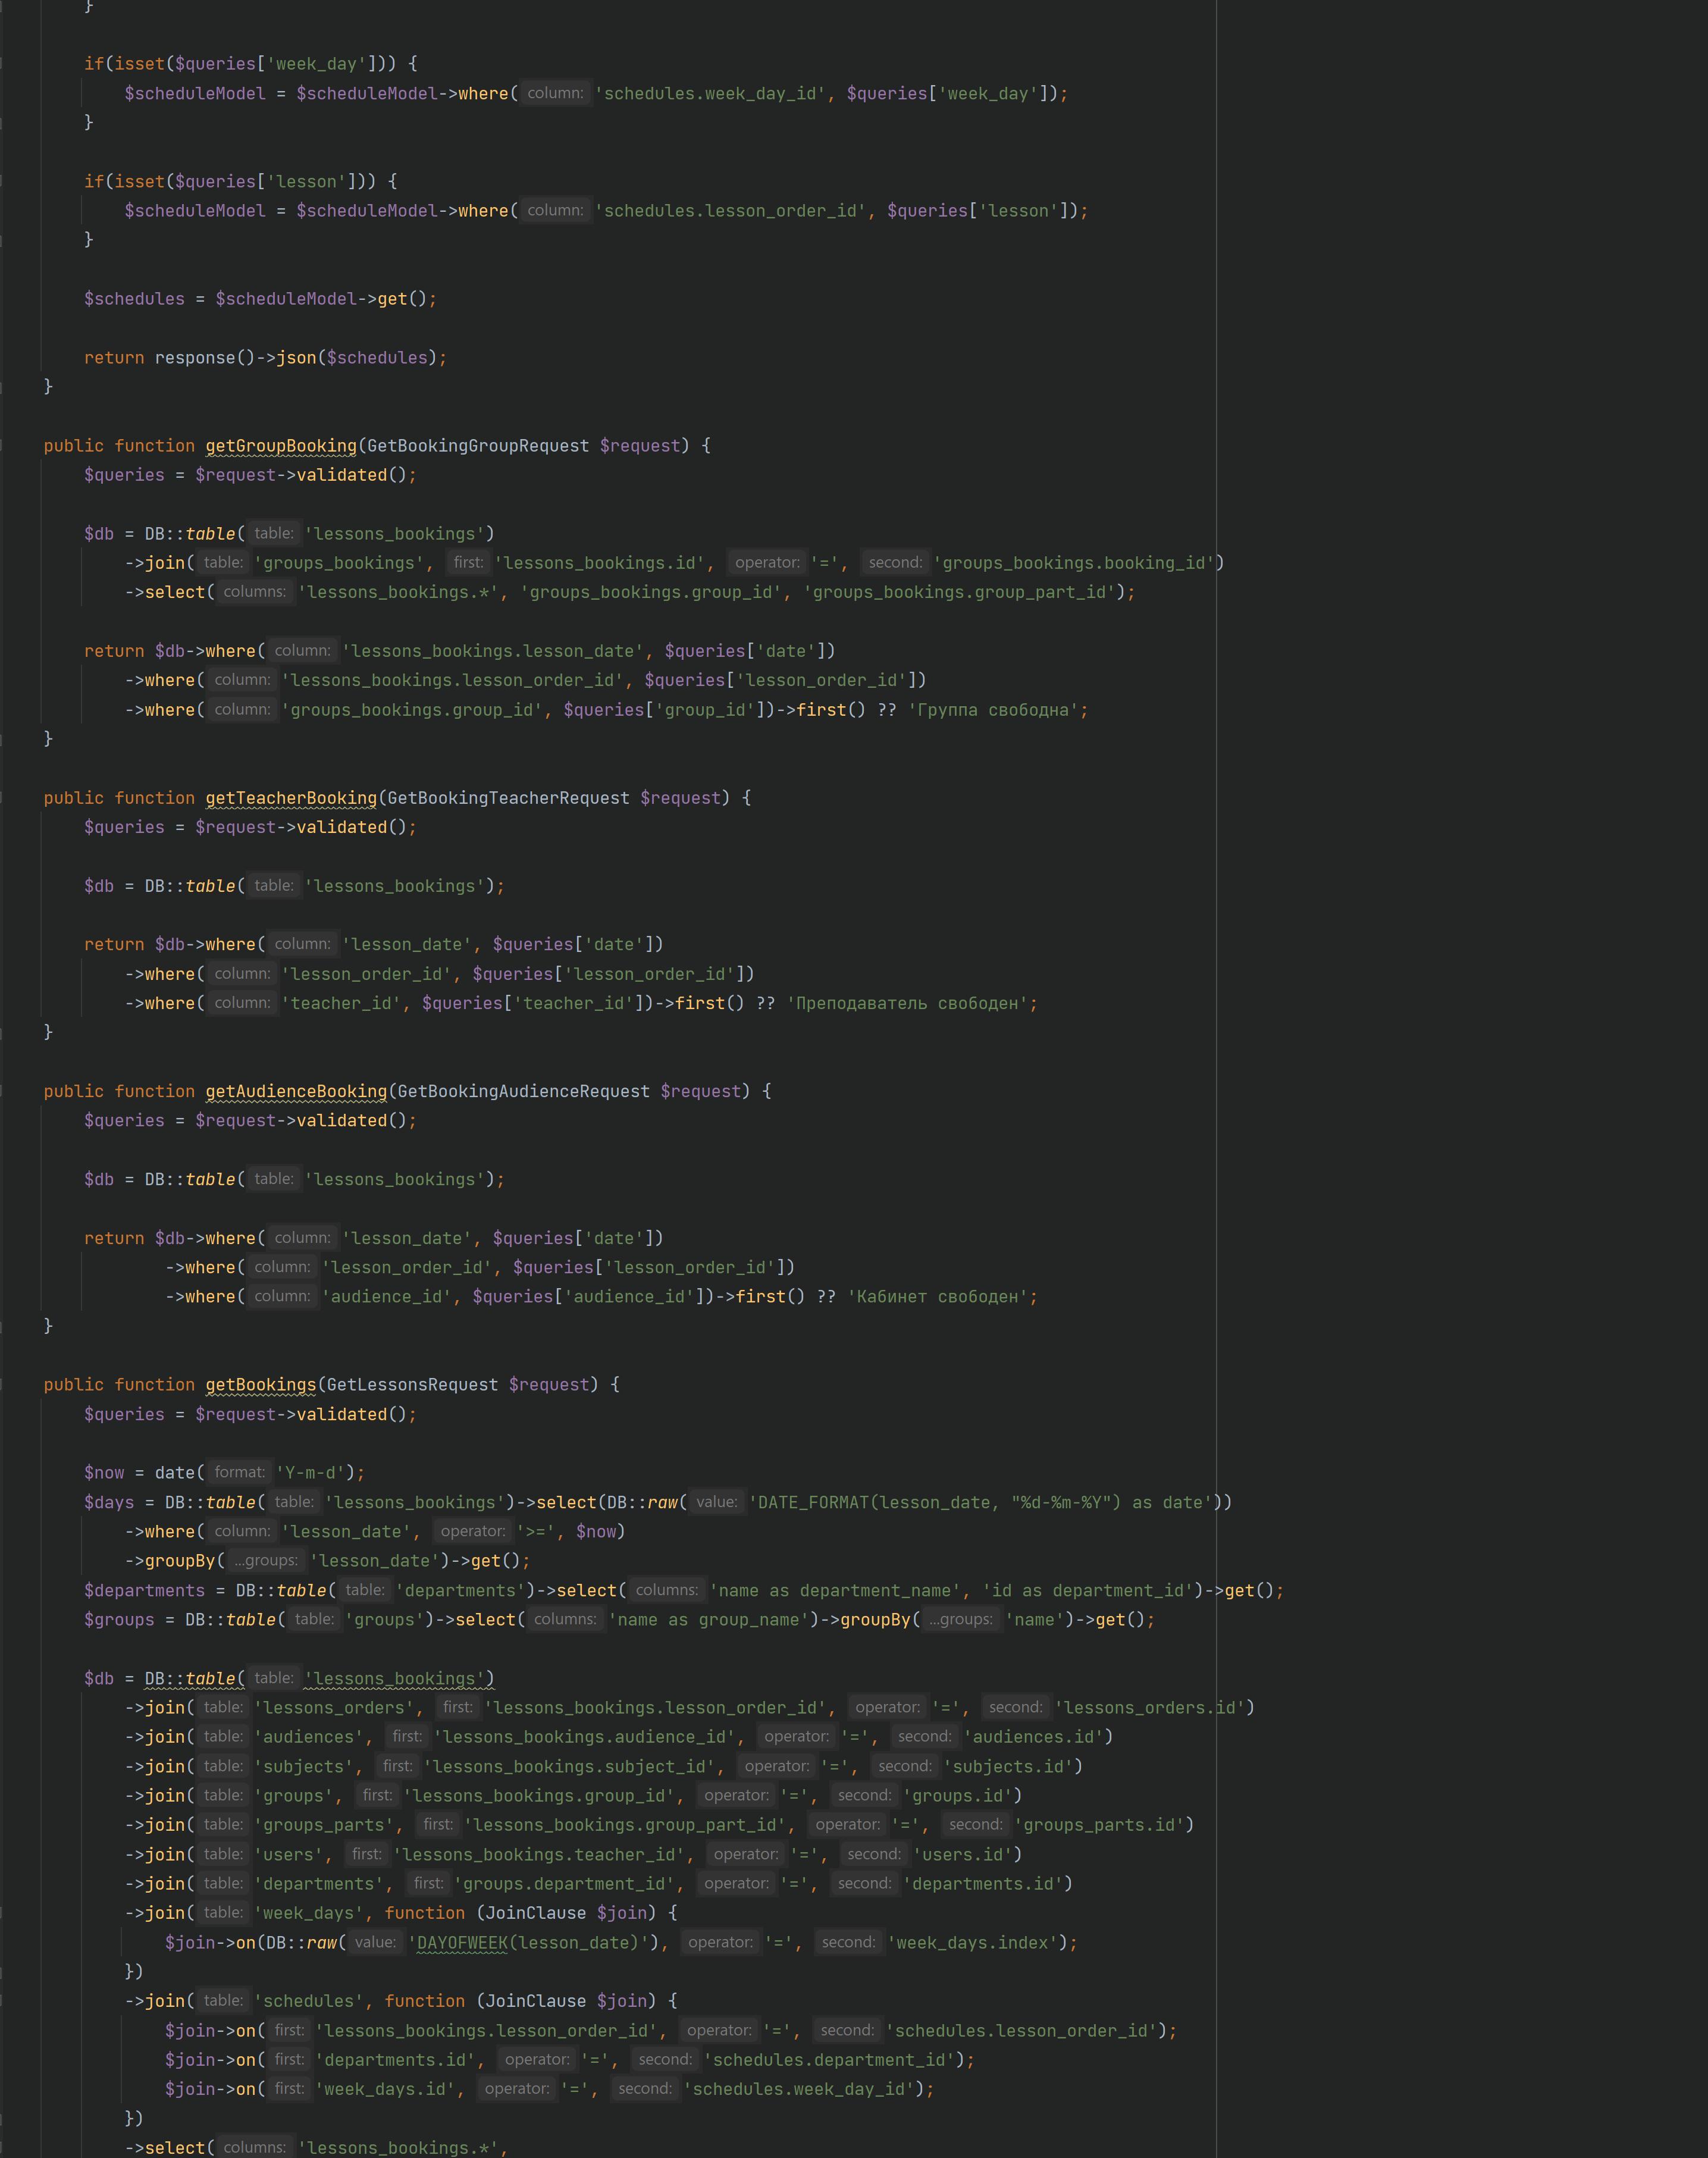 }
if(isset($queries['week_day'])) {
$scheduleModel = $scheduleModel->where( column: 'schedules.week_day_id', $queries['week_day']);
}
if(isset($queries['lesson'])) {
$scheduleModel = $scheduleModel->where( column: 'schedules.lesson_order_id', $queries['lesson']);
}
$schedules = $scheduleModel->get();
return response()->json($schedules);
}
public function getGroupBooking(GetBookingGroupRequest $request) {
$queries = $request->validated();
$db = DB::table( table: 'lessons_bookings')
->join( table: 'groups_bookings', first: 'lessons_bookings.id', operator: '=', second: 'groups_bookings.booking_id')
->select( columns: 'lessons_bookings.*', 'groups_bookings.group_id', 'groups_bookings.group_part_id');
return $db->where( column: 'lessons_bookings.lesson_date', $queries['date'])
->where( column: 'lessons_bookings.lesson_order_id', $queries['lesson_order_id'])
->where( column: 'groups_bookings.group_id', $queries['group_id'])->first() ?? 'Группа свободна';
}
public function getTeacherBooking(GetBookingTeacherRequest $request) {
$queries = $request->validated();
$db = DB::table( table: 'lessons_bookings');
return $db->where( column: 'lesson_date', $queries['date'])
->where( column: 'lesson_order_id', $queries['lesson_order_id'])
->where( column: 'teacher_id', $queries['teacher_id'])->first() ?? 'Преподаватель свободен';
}
public function getAudienceBooking(GetBookingAudienceRequest $request) {
$queries = $request->validated();
$db = DB::table( table: 'lessons_bookings');
return $db->where( column: 'lesson_date', $queries['date'])
->where( column: 'lesson_order_id', $queries['lesson_order_id'])
->where( column: 'audience_id', $queries['audience_id'])->first() ?? 'Кабинет свободен';
}
public function getBookings(GetLessonsRequest $request) {
$queries = $request->validated();
$now = date( format: 'Y-m-d');
$days = DB::table( table: 'lessons_bookings')->select(DB::raw( value: 'DATE_FORMAT(lesson_date, "%d-%m-%Y") as date'))
->where( column: 'lesson_date', operator: '>=', $now)
->groupBy( ...groups: 'lesson_date')->get();
$departments = DB::table( table: 'departments')->select( columns: 'name as department_name', 'id as department_id')->get();
$groups = DB::table( table: 'groups')->select( columns: 'name as group_name')->groupBy( ...groups: 'name')->get();
$db = DB::table( table: 'lessons_bookings')
->join( table: 'lessons_orders', first: 'lessons_bookings.lesson_order_id', operator: '=', second: 'lessons_orders.id')
->join( table: 'audiences', first: 'lessons_bookings.audience_id', operator: '=', second: 'audiences.id')
->join( table: 'subjects', first: 'lessons_bookings.subject_id', operator: '=', second: 'subjects.id')
->join( table: 'groups', first: 'lessons_bookings.group_id', operator: '=', second: 'groups.id')
->join( table: 'groups_parts', first: 'lessons_bookings.group_part_id', operator: '=', second: 'groups_parts.id')
->join( table: 'users', first: 'lessons_bookings.teacher_id', operator: '=', second: 'users.id')
->join( table: 'departments', first: 'groups.department_id', operator: '=', second: 'departments.id')
->join( table: 'week_days', function (JoinClause $join) {
$join->on(DB::raw( value: 'DAYOFWEEK(lesson_date)'), operator: '=', second: 'week_days.index');
})
->join( table: 'schedules', function (JoinClause $join) {
$join->on( first: 'lessons_bookings.lesson_order_id', operator: '=', second: 'schedules.lesson_order_id');
$join->on( first: 'departments.id', operator: '=', second: 'schedules.department_id');
$join->on( first: 'week_days.id', operator: '=', second: 'schedules.week_day_id');
})
->select( columns: 'lessons_bookings.*',